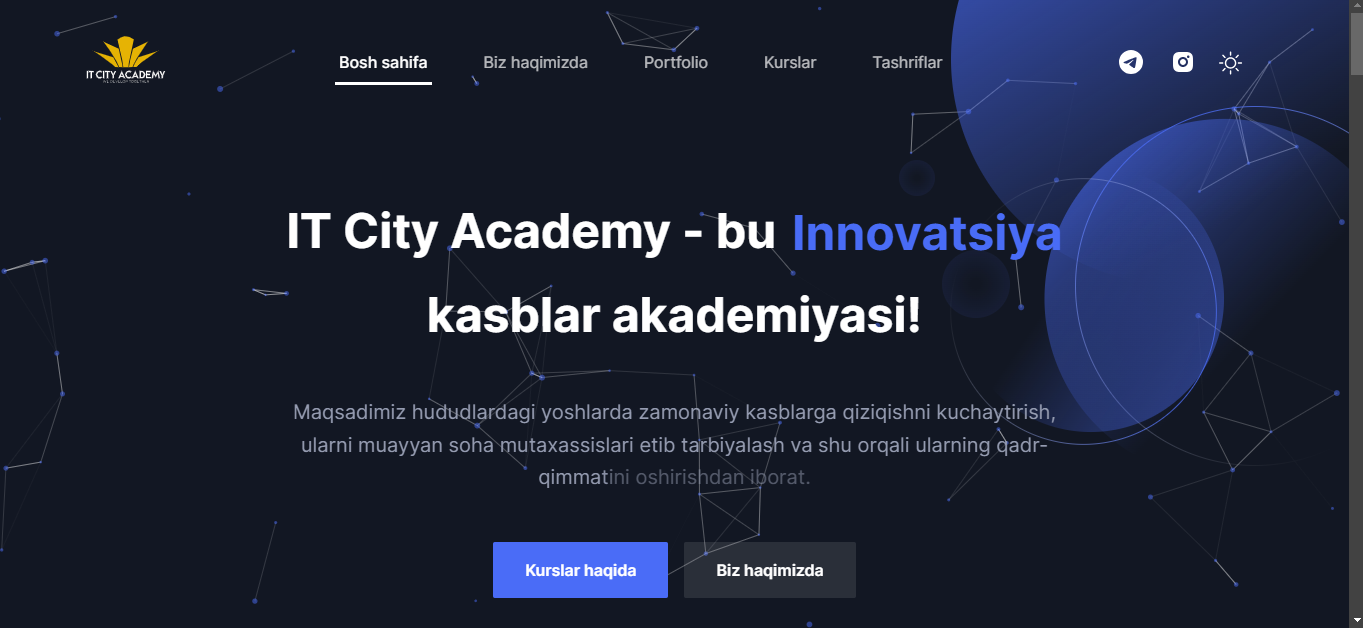 IT CITY ACADEMY
Bosh sahifa
Biz haqimizda
Portfolio
Kurslar
Tashriflar
IT City Academy - bu Innovatsiya
kasblar akademiyasi!
Maqsadimiz hududlardagi yoshlarda zamonaviy kasblarga qiziqishni kuchaytirish,
ularni muayyan soha mutaxassislari etib tarbiyalash va shu orqali ularning qadr-
qimmatini oshirishdan iborat.
Kurslar haqida
Biz haqimizda